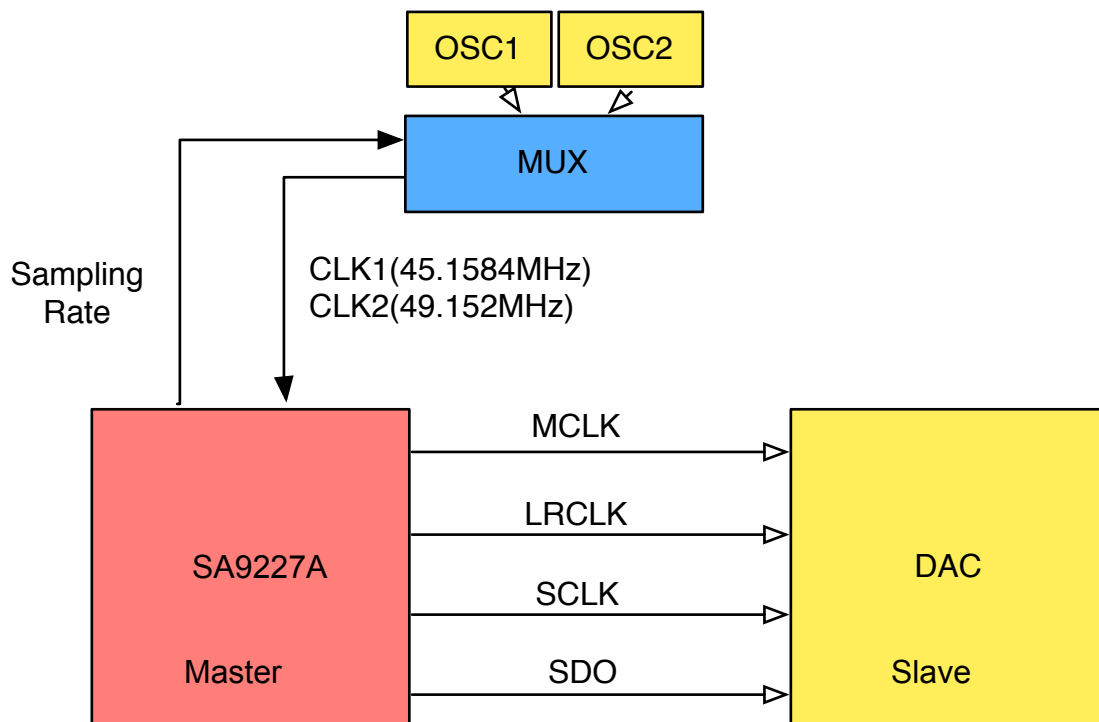 OSC1
OSC2
MUX
Sampling
Rate
CLK1(45.1584MHz)
CLK2(49.152MHz)
MCLK
LRCLK
SA9227A
DAC
SCLK
Master
SDO
Slave